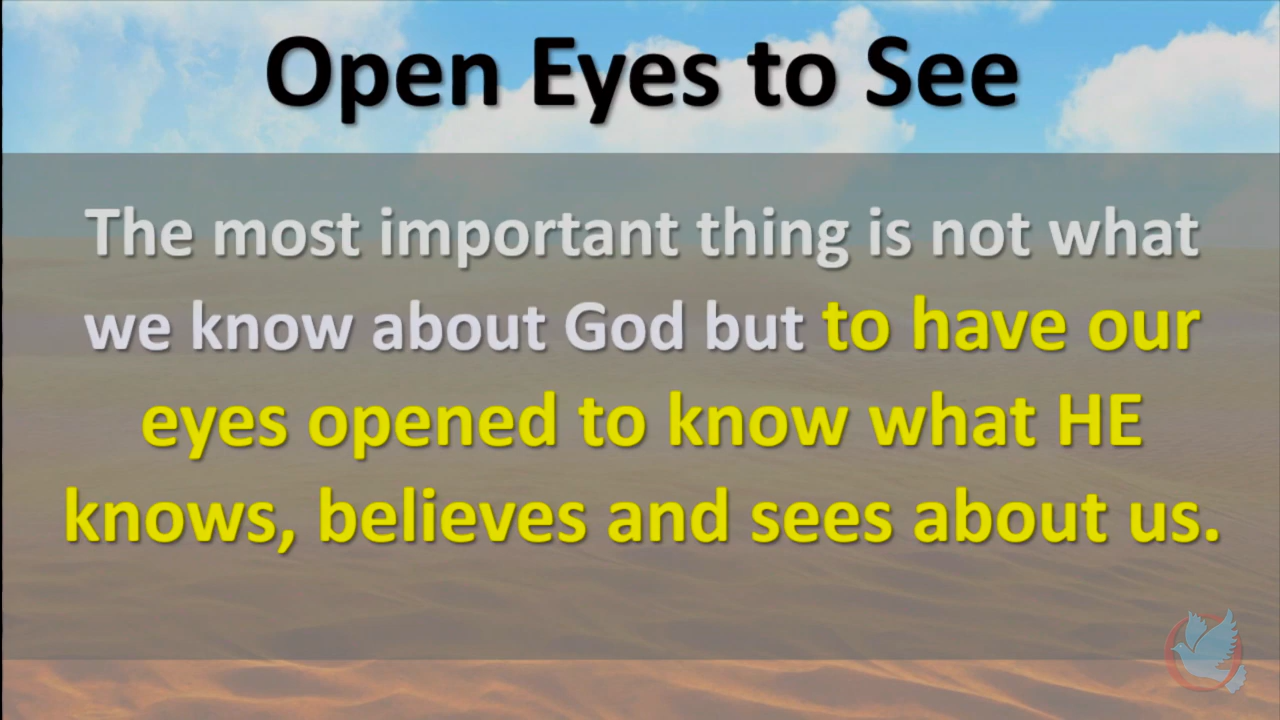 Open Eyes to See
The most important thing is not what
we know about God but to have our
eyes opened to know what HE
knows, believes and sees about us.